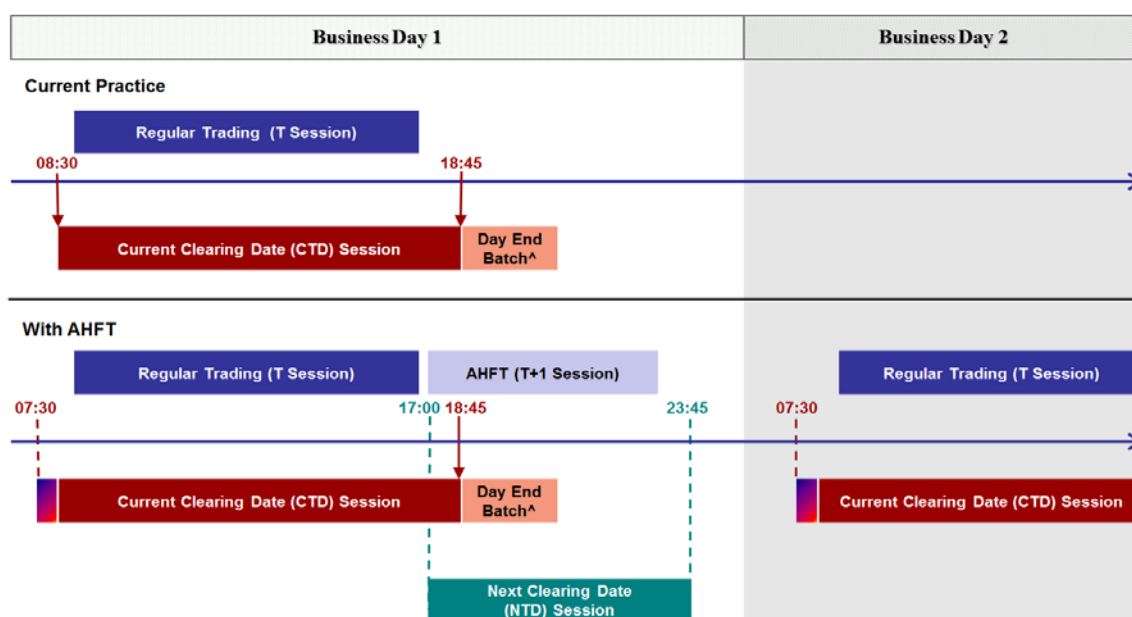 Business Day 1
Business Day 2
Current Practice
Regular Trading (T Session)
08:30
18:45
Current Clearing Date (CTD) Session
Day End
Batch^
With AHFT
Regular Trading (T Session)
AHFT (T+1 Session)
Regular Trading (T Session)
07:30
17:00
18:45
23:45
07:30
Current Clearing Date (CTD) Session
Day End
Batch^
Current Clearing Date (CTD) Session
Next Clearing Date
(NTD) Session